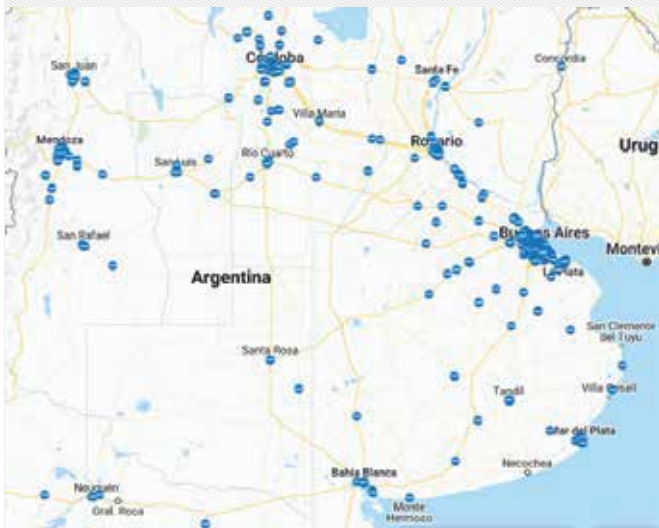 San Juan
Córdoba
Santa Fe
Concordia
Villa María
Mendoza
San Luis
Río Cuarto
Rosario
Urug
San Rafael
Buenos Aires
Montevi
La Plata
Argentina
San Clemente
Del Tuyú
Santa Rosa
Tandil
Villa Gesell
Mar del Plata
Bahía Blanca
Necochea
Neuquén
Gral. Roca
Monte
Hermoso